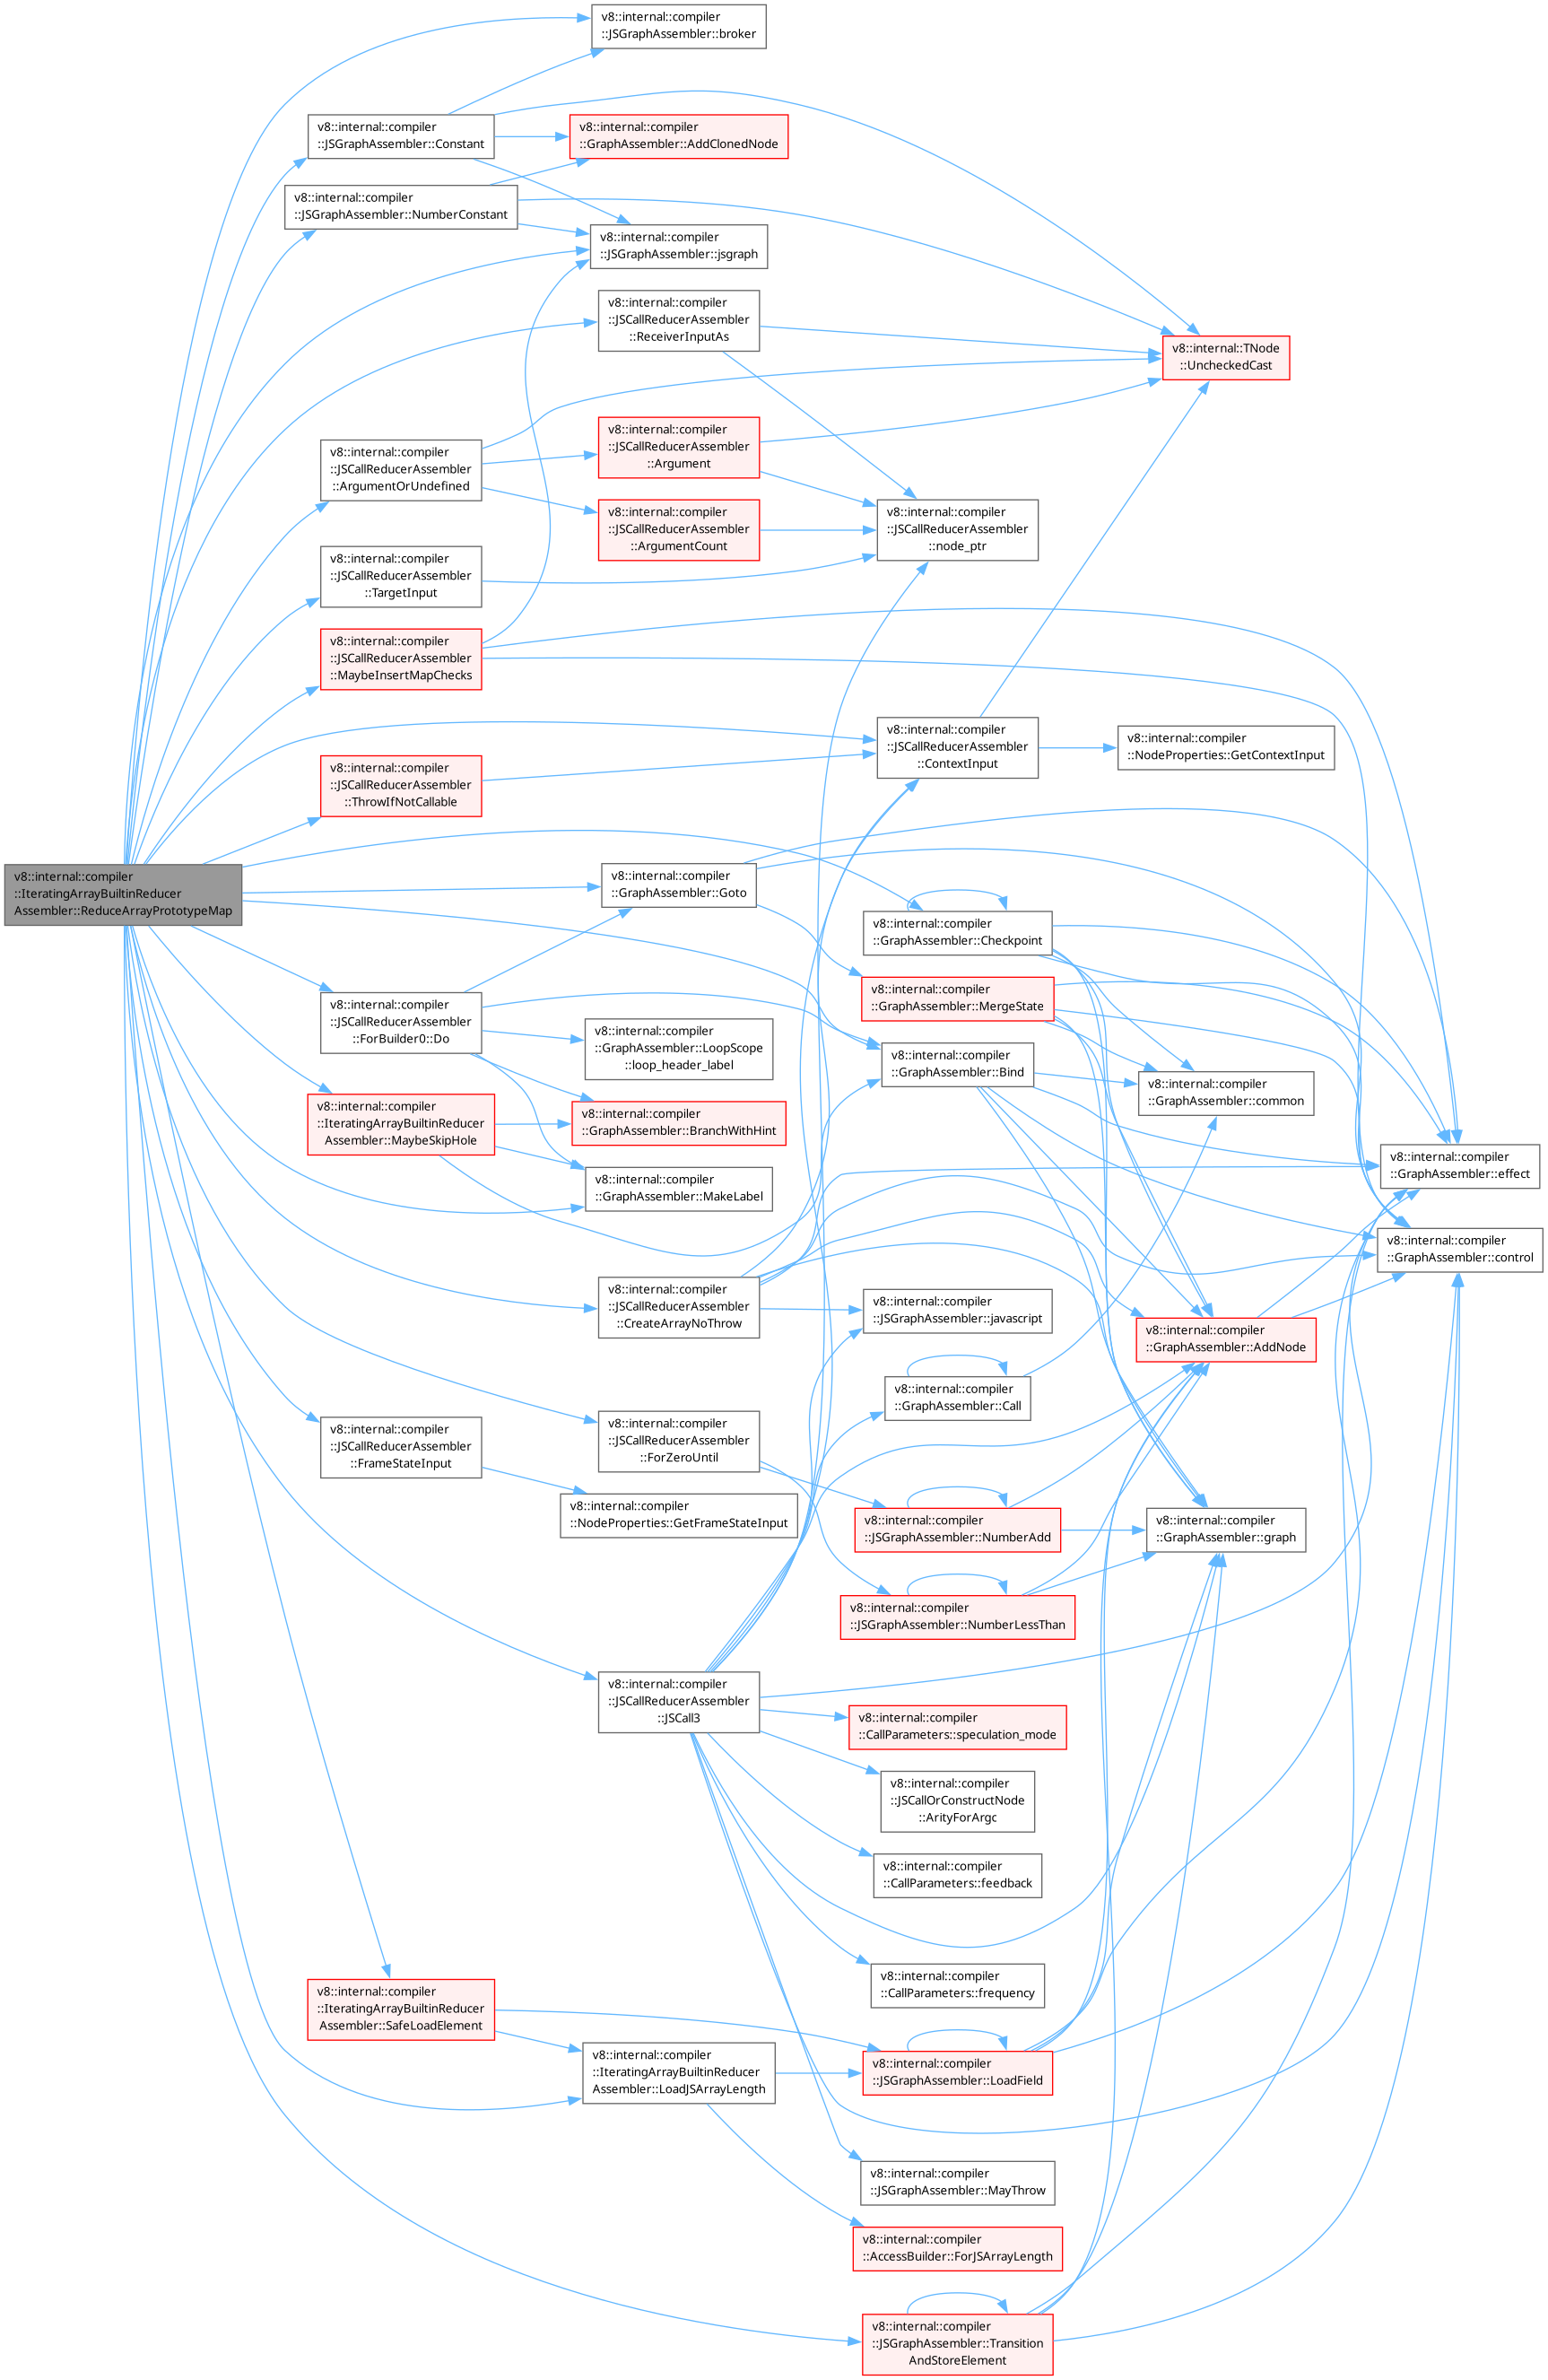 v8::internal::compiler
::JSGraphAssembler::broker
v8::internal::compiler
::JSGraphAssembler::Constant
v8::internal::compiler
::GraphAssembler::AddClonedNode
v8::internal::compiler
::JSGraphAssembler::NumberConstant
v8::internal::compiler
::JSGraphAssembler::jsgraph
v8::internal::compiler
::JSCallReducerAssembler
::ReceiverInputAs
v8::internal::TNode
::UncheckedCast
v8::internal::compiler
::JSCallReducerAssembler
::ArgumentOrUndefined
v8::internal::compiler
::JSCallReducerAssembler
::Argument
v8::internal::compiler
::JSCallReducerAssembler
::ArgumentCount
v8::internal::compiler
::JSCallReducerAssembler
::node_ptr
v8::internal::compiler
::JSCallReducerAssembler
::TargetInput
v8::internal::compiler
::JSCallReducerAssembler
::MaybeInsertMapChecks
v8::internal::compiler
::JSCallReducerAssembler
::ContextInput
v8::internal::compiler
::NodeProperties::GetContextInput
v8::internal::compiler
::JSCallReducerAssembler
::ThrowIfNotCallable
v8::internal::compiler
::IteratingArrayBuiltinReducer
Assembler::ReduceArrayPrototypeMap
v8::internal::compiler
::GraphAssembler::Goto
v8::internal::compiler
::GraphAssembler::Checkpoint
v8::internal::compiler
::GraphAssembler::MergeState
v8::internal::compiler
::JSCallReducerAssembler
::ForBuilder0::Do
v8::internal::compiler
::GraphAssembler::LoopScope
::loop_header_label
v8::internal::compiler
::GraphAssembler::Bind
v8::internal::compiler
::GraphAssembler::common
v8::internal::compiler
::IteratingArrayBuiltinReducer
Assembler::MaybeSkipHole
v8::internal::compiler
::GraphAssembler::BranchWithHint
v8::internal::compiler
::GraphAssembler::effect
v8::internal::compiler
::GraphAssembler::MakeLabel
v8::internal::compiler
::GraphAssembler::control
v8::internal::compiler
::JSCallReducerAssembler
::CreateArrayNoThrow
v8::internal::compiler
::JSGraphAssembler::javascript
v8::internal::compiler
::GraphAssembler::AddNode
v8::internal::compiler
::GraphAssembler::Call
v8::internal::compiler
::JSCallReducerAssembler
::FrameStateInput
v8::internal::compiler
::JSCallReducerAssembler
::ForZeroUntil
v8::internal::compiler
::NodeProperties::GetFrameStateInput
v8::internal::compiler
::JSGraphAssembler::NumberAdd
v8::internal::compiler
::GraphAssembler::graph
v8::internal::compiler
::JSGraphAssembler::NumberLessThan
v8::internal::compiler
::JSCallReducerAssembler
::JSCall3
v8::internal::compiler
::CallParameters::speculation_mode
v8::internal::compiler
::JSCallOrConstructNode
::ArityForArgc
v8::internal::compiler
::CallParameters::feedback
v8::internal::compiler
::CallParameters::frequency
v8::internal::compiler
::IteratingArrayBuiltinReducer
Assembler::SafeLoadElement
v8::internal::compiler
::IteratingArrayBuiltinReducer
Assembler::LoadJSArrayLength
v8::internal::compiler
::JSGraphAssembler::LoadField
v8::internal::compiler
::JSGraphAssembler::MayThrow
v8::internal::compiler
::AccessBuilder::ForJSArrayLength
v8::internal::compiler
::JSGraphAssembler::Transition
AndStoreElement